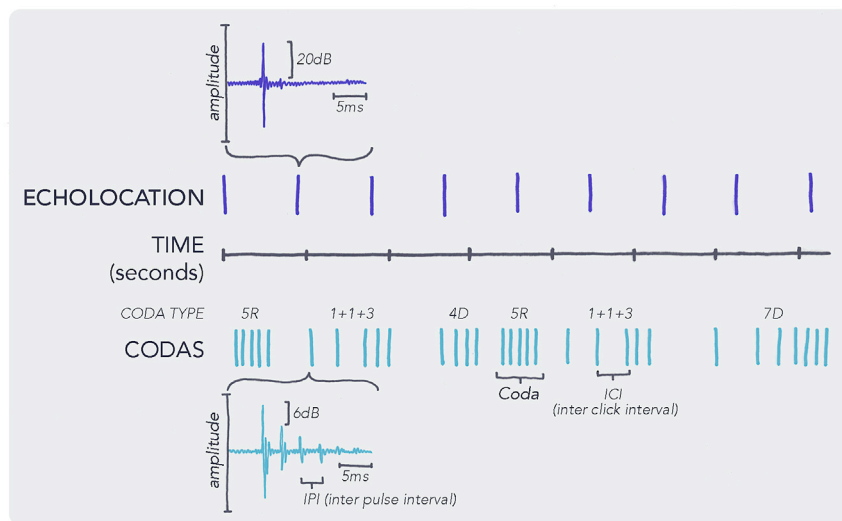 amplitude
20dB
5ms
ECHOLOCATION
TIME
(seconds)
CODA TYPE 5R 1+1+3 4D 5R 1+1+3 7D
CODAS
Coda
ICI
(inter click interval)
amplitude
6dB
5ms
IPI (inter pulse interval)